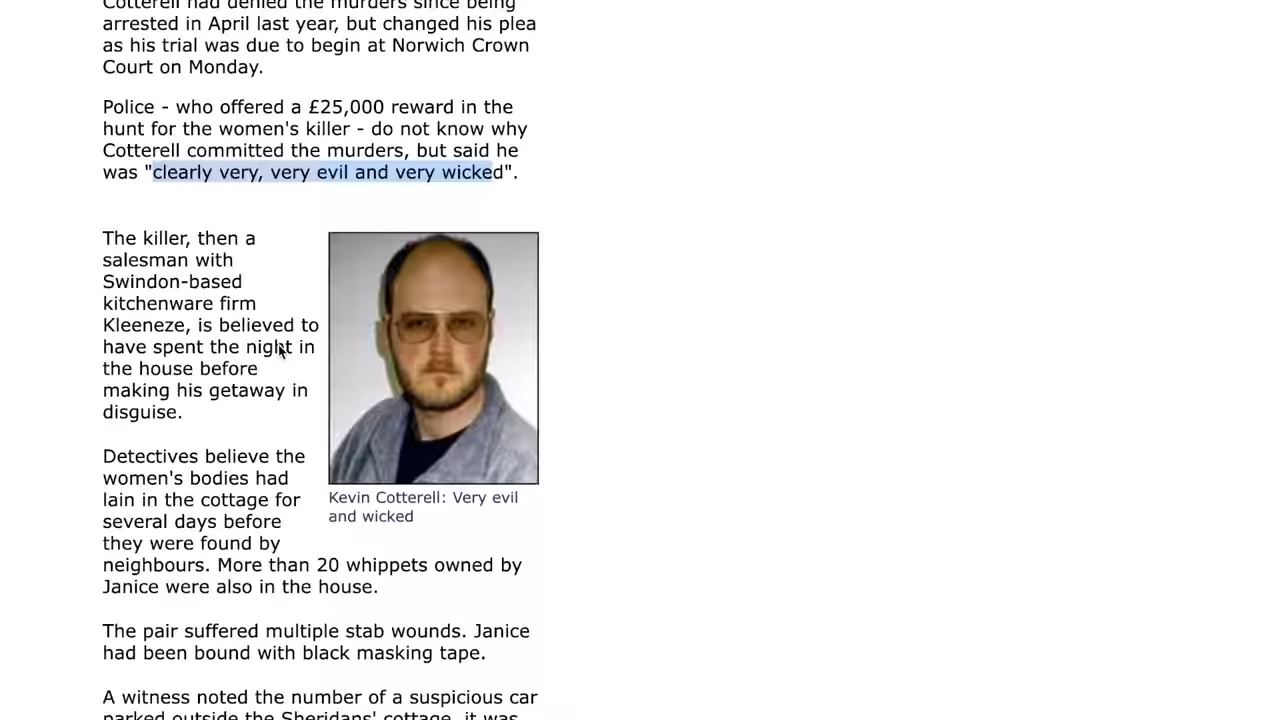 Cotterell had denied the murders since being
arrested in April last year, but changed his plea
as his trial was due to begin at Norwich Crown
Court on Monday.
Police - who offered a £25,000 reward in the
hunt for the women's killer - do not know why
Cotterell committed the murders, but said he
was "clearly very, very evil and very wicked".
The killer, then a
salesman with
Swindon-based
kitchenware firm
Kleeneze, is believed to
have spent the night in
the house before
making his getaway in
disguise.
Detectives believe the
women's bodies had
lain in the cottage for
several days before
they were found by
neighbours. More than 20 whippets owned by
Janice were also in the house.
Kevin Cotterell: Very evil
and wicked
The pair suffered multiple stab wounds. Janice
had been bound with black masking tape.
A witness noted the number of a suspicious car
parked outside the Sheridans' cottage, it was